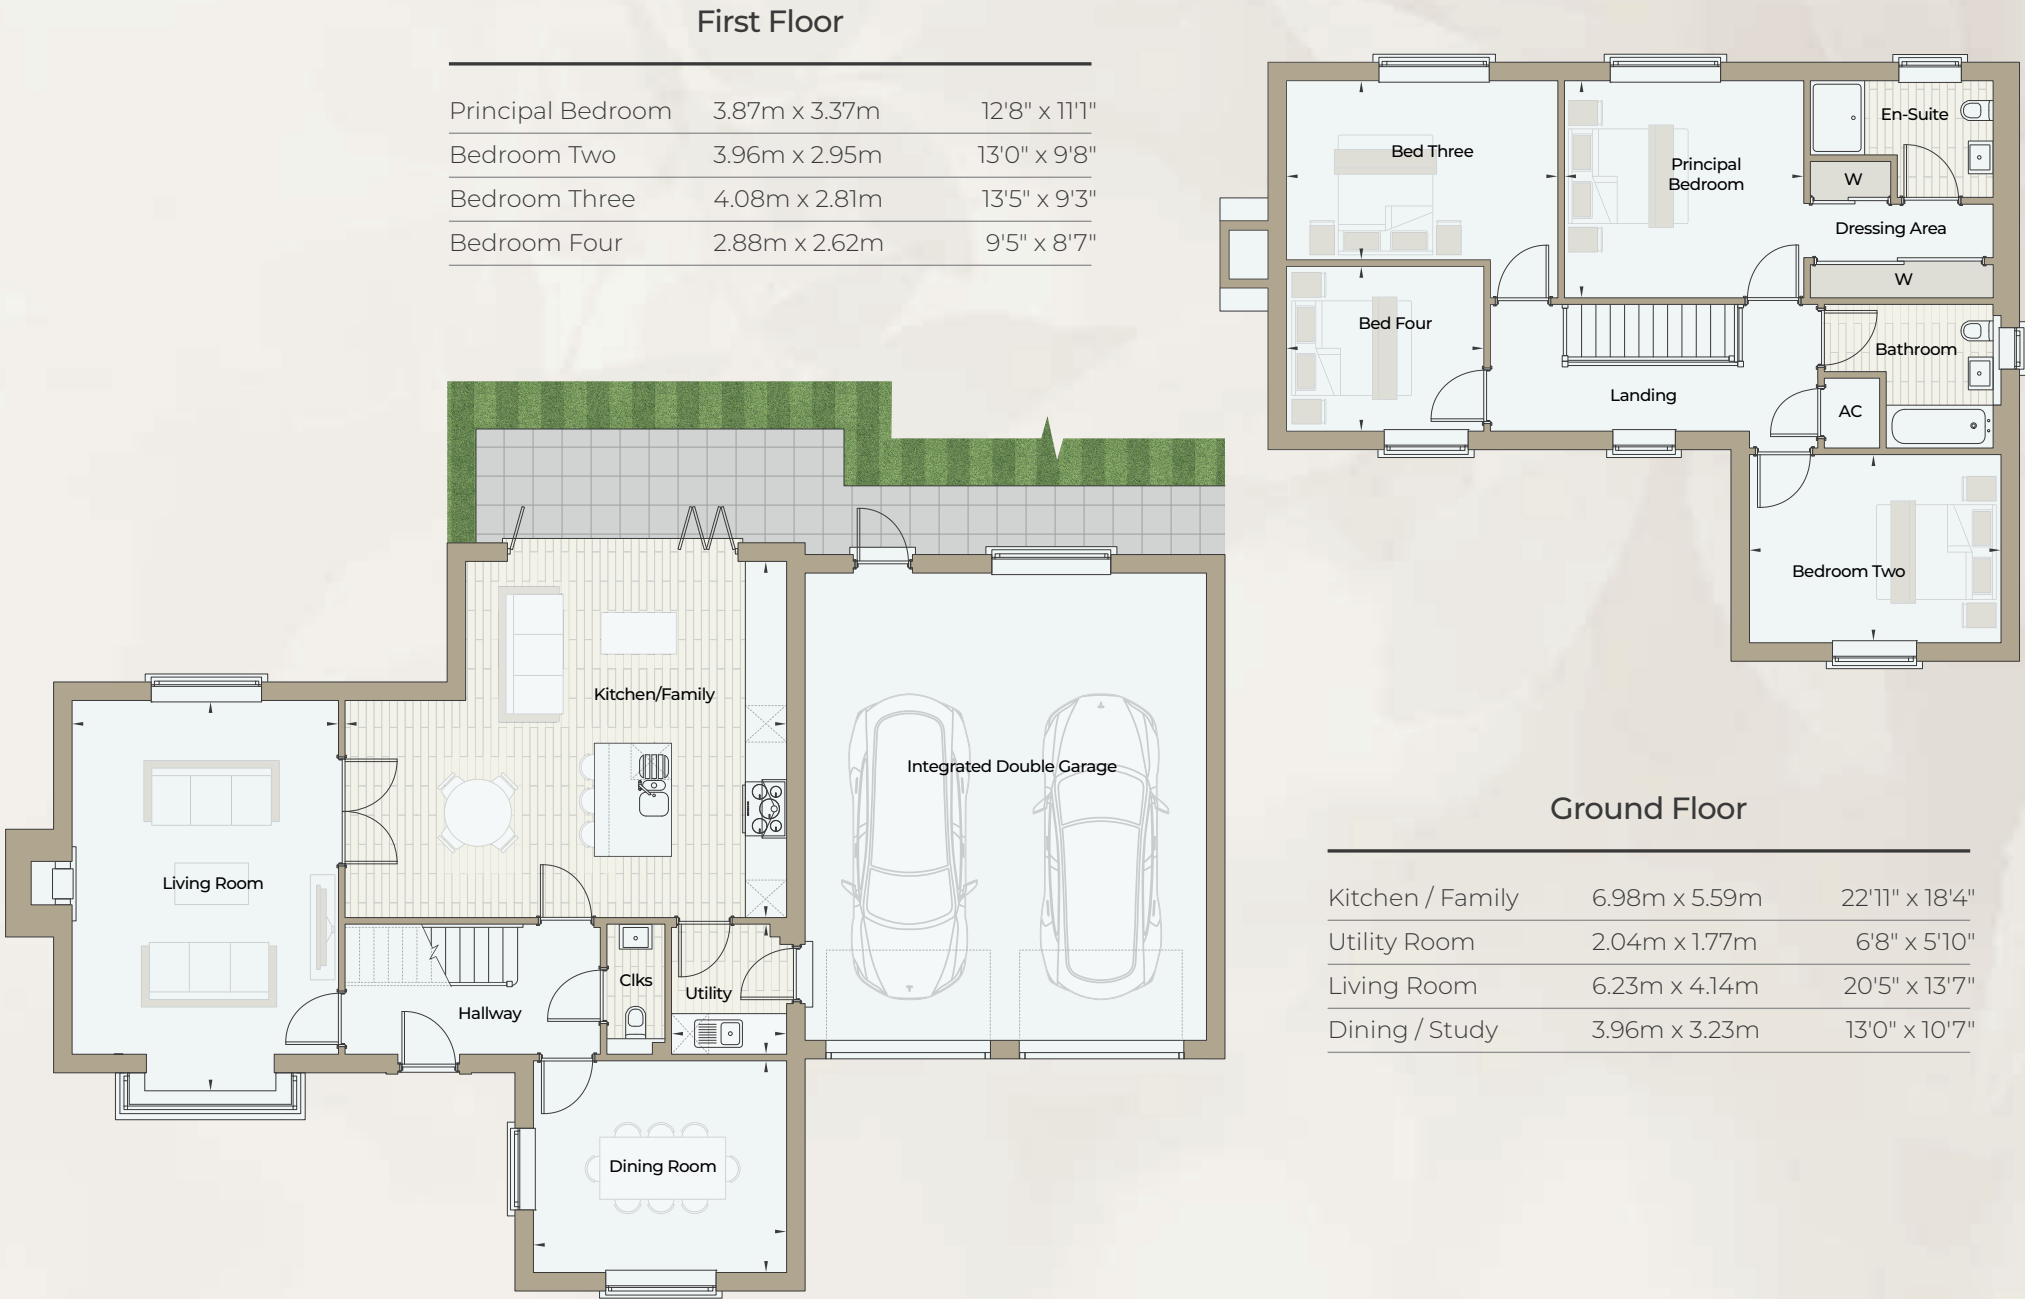 First Floor
Principal Bedroom 3.87m x 3.37m 12'8" x 11'1"
Bedroom Two 3.96m x 2.95m 13'0" x 9'8"
Bedroom Three 4.08m x 2.81m 13'5" x 9'3"
Bedroom Four 2.88m x 2.62m 9'5" x 8'7"
Bed Three
Principal
Bedroom
En-Suite
W
Dressing Area
W
Bed Four
Bathroom
Landing
AC
Bedroom Two
Kitchen/Family
Integrated Double Garage
Living Room
Clks
Utility
Hallway
Dining Room
Ground Floor
Kitchen / Family 6.98m x 5.59m 22'11" x 18'4"
Utility Room 2.04m x 1.77m 6'8" x 5'10"
Living Room 6.23m x 4.14m 20'5" x 13'7"
Dining / Study 3.96m x 3.23m 13'0" x 10'7"